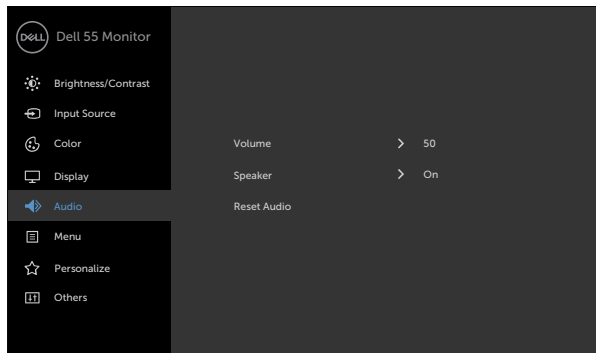 DELL Dell 55 Monitor
Brightness/Contrast
Input Source
Color
Volume 50
Display
Speaker On
Audio
Reset Audio
Menu
Personalize
Others